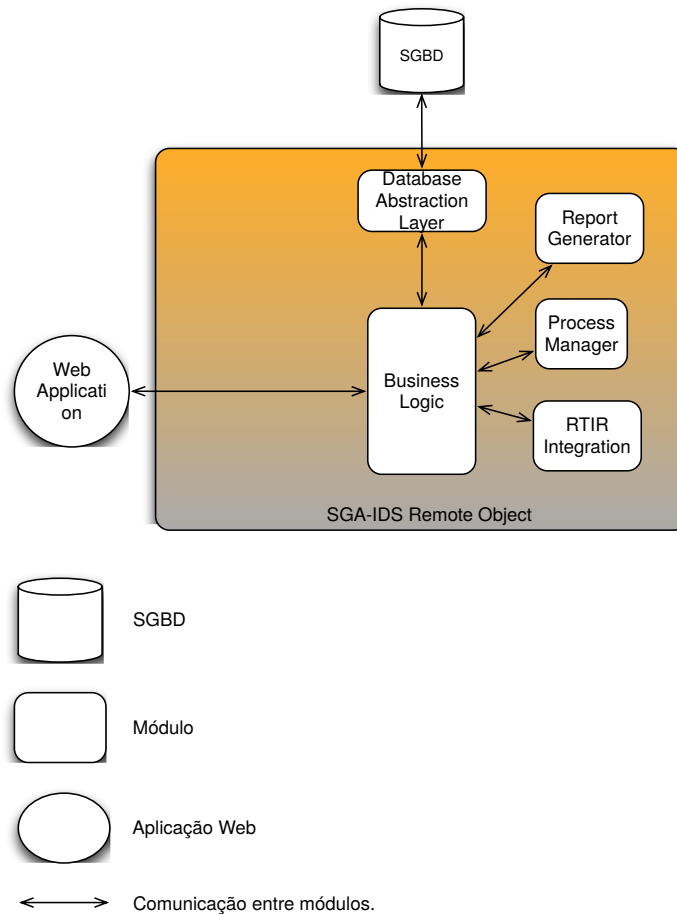 SGBD
Database
Abstraction
Layer
Report
Generator
Process
Manager
Web
Applicati
on
Business
Logic
RTIR
Integration
SGA-IDS Remote Object
SGBD
Módulo
Aplicação Web
Comunicação entre módulos.